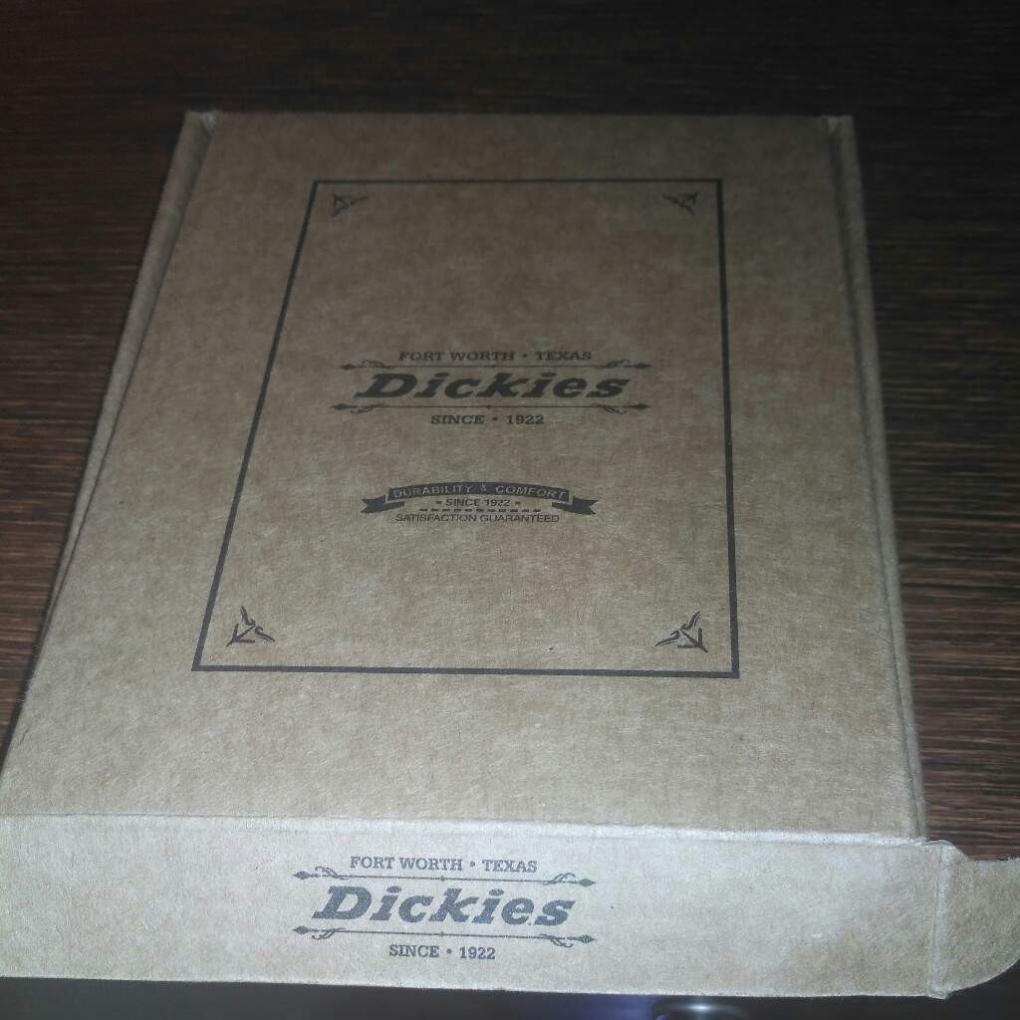 FORT WORTH • TEXAS
Dickies
SINCE • 1922
DURABILITY & COMFORT
• SINCE 1922 •
SATISFACTION GUARANTEED
FORT WORTH • TEXAS
Dickies
SINCE • 1922